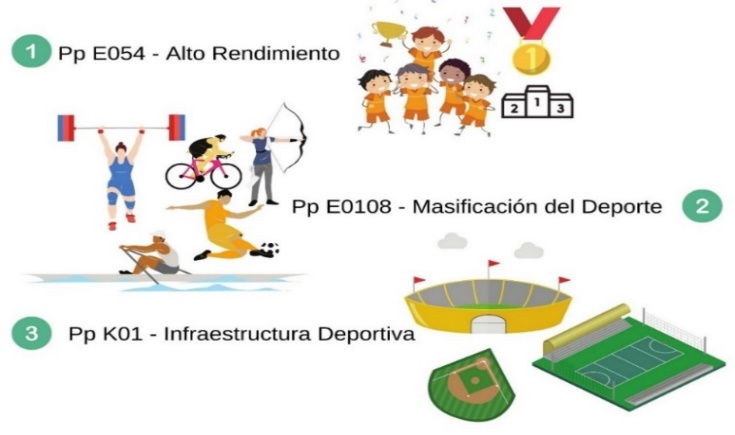 1 Pp E054 - Alto Rendimiento
1
2 1 3
Pp E0108 - Masificación del Deporte 2
3 Pp K01 - Infraestructura Deportiva